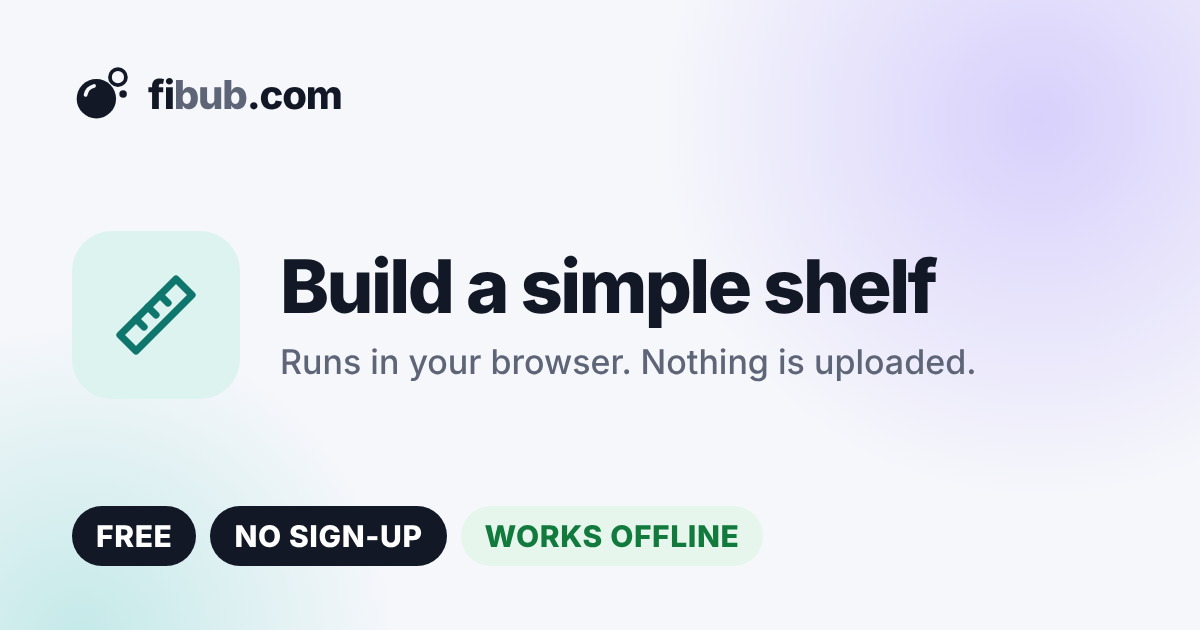 fibub.com
Build a simple shelf
Runs in your browser. Nothing is uploaded.
FREE
NO SIGN-UP
WORKS OFFLINE